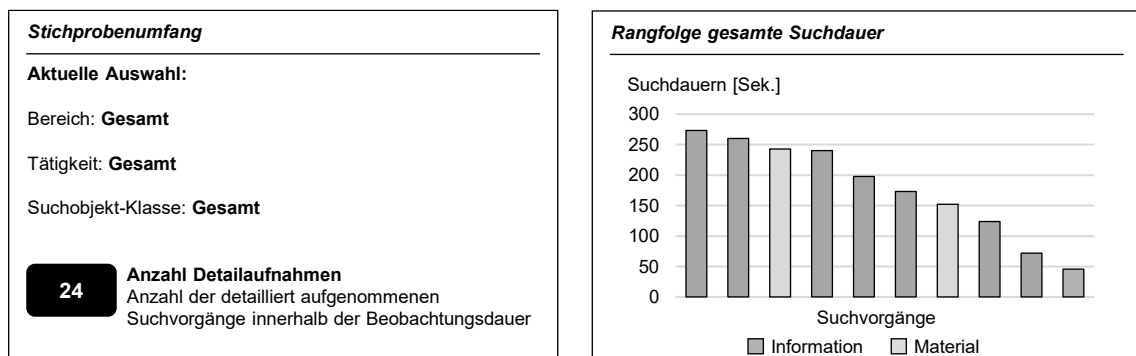 Stichprobenumfang
Aktuelle Auswahl:
Bereich: Gesamt
Tätigkeit: Gesamt
Suchobjekt-Klasse: Gesamt
24
Anzahl Detailaufnahmen
Anzahl der detailliert aufgenommenen
Suchvorgänge innerhalb der Beobachtungsdauer
Rangfolge gesamte Suchdauer
Suchdauern [Sek.]
300
250
200
150
100
50
0
Suchvorgänge
Information Material